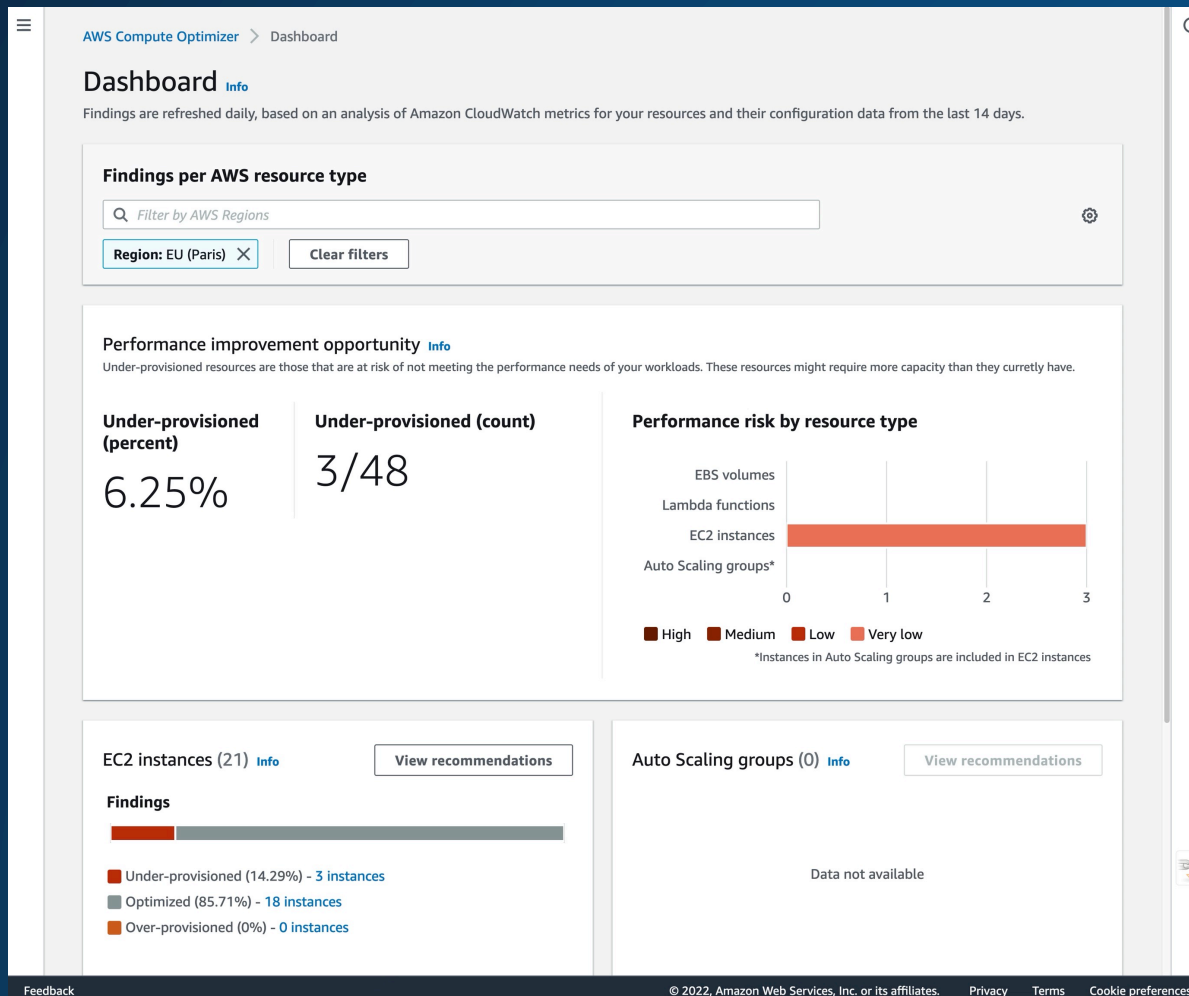 AWS Compute Optimizer > Dashboard
Dashboard Info
Findings are refreshed daily, based on an analysis of Amazon CloudWatch metrics for your resources and their configuration data from the last 14 days.
Findings per AWS resource type
Filter by AWS Regions
Region: EU (Paris)
Clear filters
Performance improvement opportunity Info
Under-provisioned resources are those that are at risk of not meeting the performance needs of your workloads. These resources might require more capacity than they curretly have.
Under-provisioned
(percent)
6.25%
Under-provisioned (count)
3/48
Performance risk by resource type
EBS volumes
Lambda functions
EC2 instances
Auto Scaling groups*
0 1 2 3
High Medium Low Very low
*Instances in Auto Scaling groups are included in EC2 instances
EC2 instances (21) Info
View recommendations
Findings
Under-provisioned (14.29%) - 3 instances
Optimized (85.71%) - 18 instances
Over-provisioned (0%) - 0 instances
Auto Scaling groups (0) Info
View recommendations
Data not available
Feedback
© 2022, Amazon Web Services, Inc. or its affiliates. Privacy Terms Cookie preferences